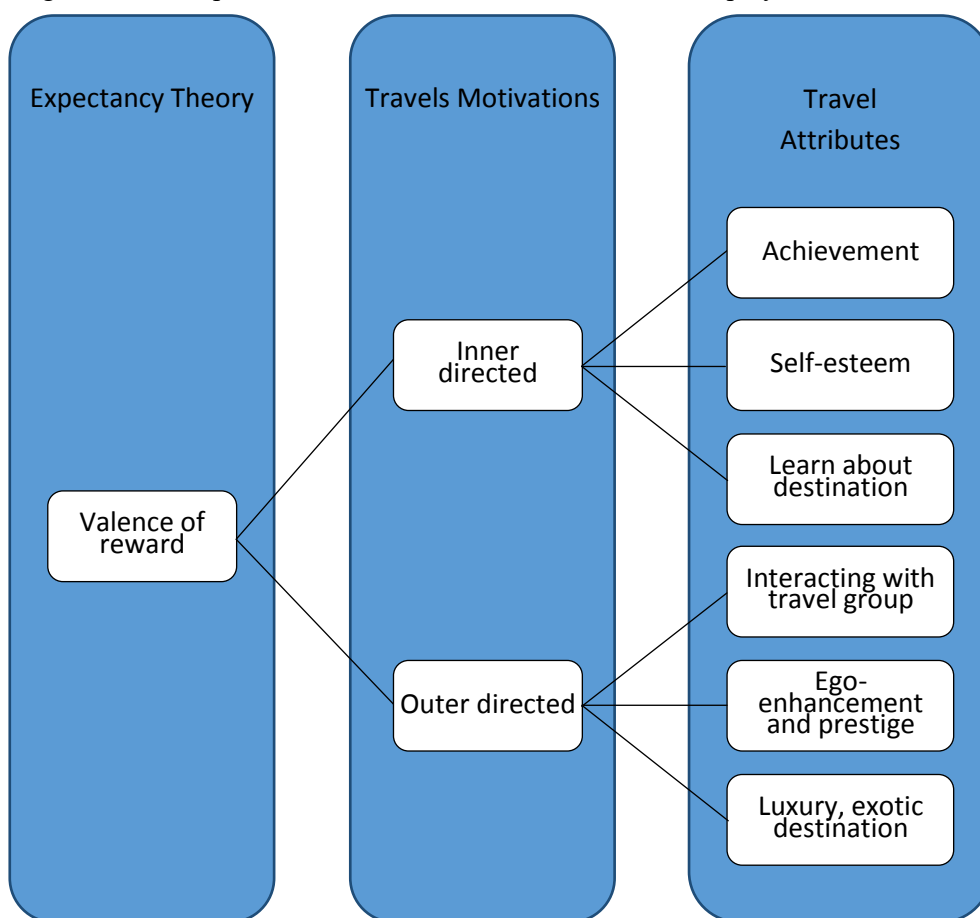 Expectancy Theory
Travels Motivations
Travel
Attributes
Achievement
Inner
directed
Self-esteem
Learn about
destination
Valence of
reward
Interacting with
travel group
Outer directed
Ego-
enhancement
and prestige
Luxury, exotic
destination